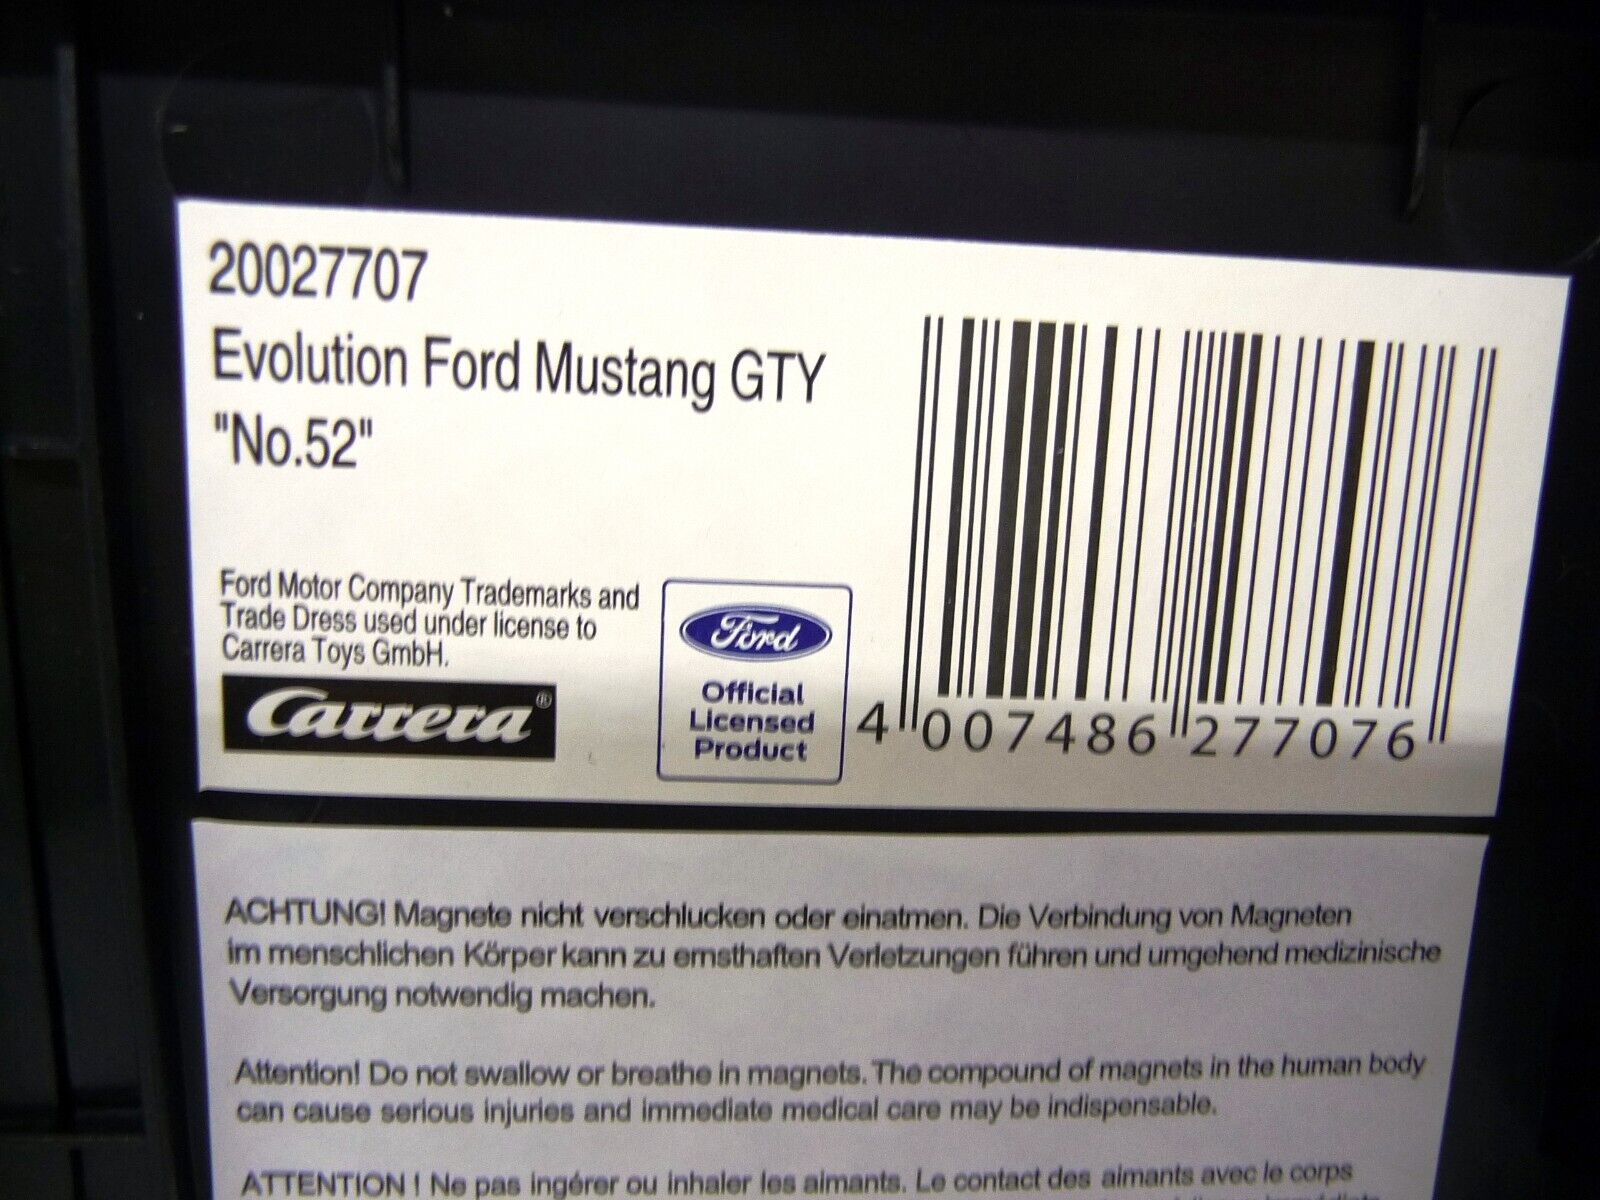 20027707
Evolution Ford Mustang GTY
"No.52"
Ford Motor Company Trademarks and
Trade Dress used under license to
Carrera Toys GmbH.
Carrera®
Ford
Official
Licensed
Product
4 007486 277076
ACHTUNG! Magnete nicht verschlucken oder einatmen. Die Verbindung von Magneten
im menschlichen Körper kann zu ernsthaften Verletzungen führen und umgehend medizinische
Versorgung notwendig machen.
Attention! Do not swallow or breathe in magnets. The compound of magnets in the human body
can cause serious injuries and immediate medical care may be indispensable.
ATTENTION ! Ne pas ingérer ou inhaler les aimants. Le contact des aimants avec le corps